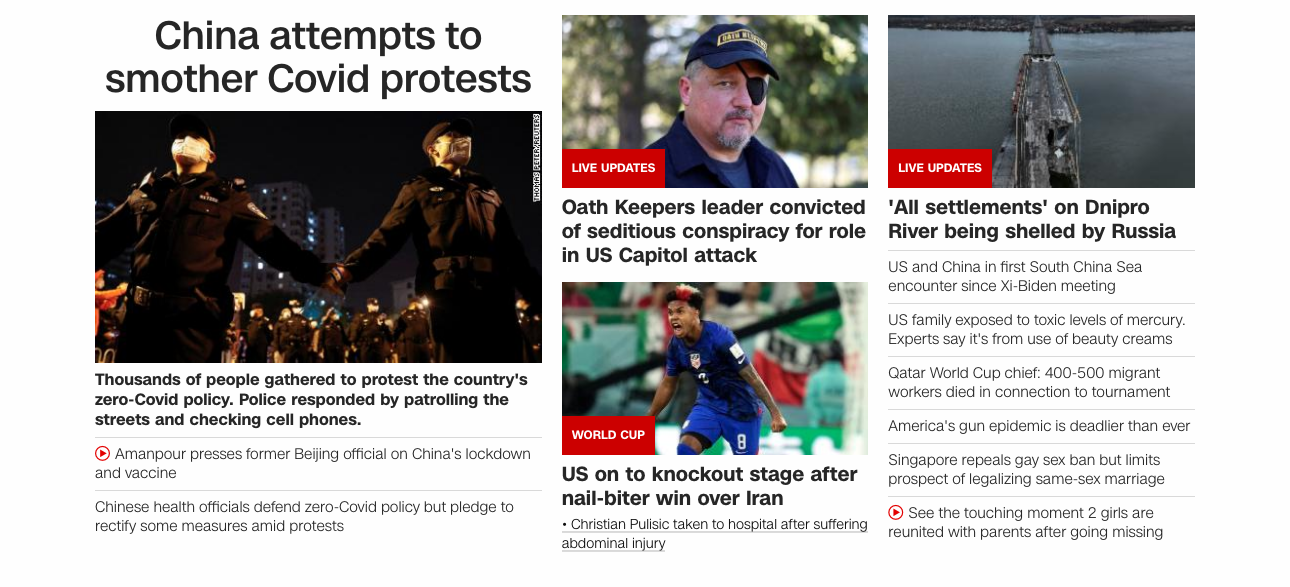 China attempts to
smother Covid protests
THOMAS PETER/REUTERS
Thousands of people gathered to protest the country's
zero-Covid policy. Police responded by patrolling the
streets and checking cell phones.
Amanpour presses former Beijing official on China's lockdown
and vaccine
Chinese health officials defend zero-Covid policy but pledge to
rectify some measures amid protests
OATH KEEPERS
LIVE UPDATES
Oath Keepers leader convicted
of seditious conspiracy for role
in US Capitol attack
8
WORLD CUP
US on to knockout stage after
nail-biter win over Iran
• Christian Pulisic taken to hospital after suffering
abdominal injury
LIVE UPDATES
'All settlements' on Dnipro
River being shelled by Russia
US and China in first South China Sea
encounter since Xi-Biden meeting
US family exposed to toxic levels of mercury.
Experts say it's from use of beauty creams
Qatar World Cup chief: 400-500 migrant
workers died in connection to tournament
America's gun epidemic is deadlier than ever
Singapore repeals gay sex ban but limits
prospect of legalizing same-sex marriage
See the touching moment 2 girls are
reunited with parents after going missing